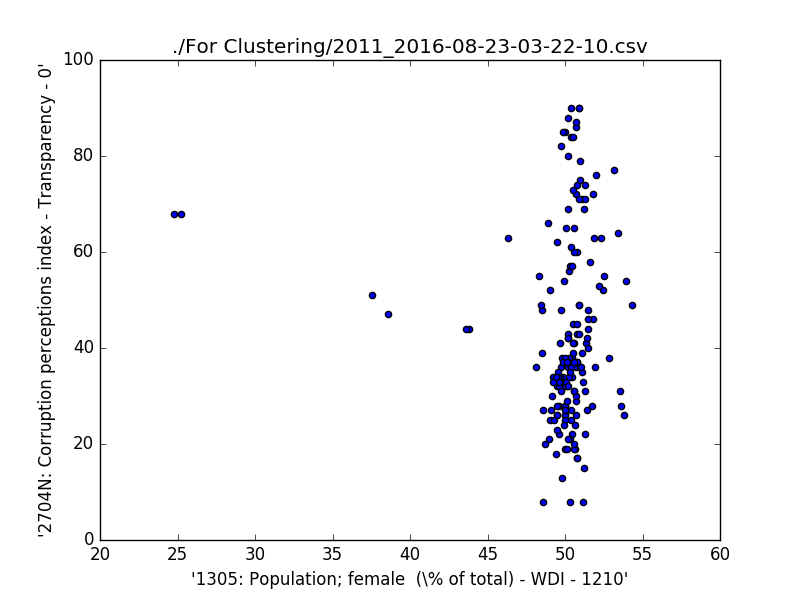 ./For Clustering/2011_2016-08-23-03-22-10.csv
100
80
60
40
20
0
'2704N: Corruption perceptions index - Transparency - 0'
20 25 30 35 40 45 50 55 60
'1305: Population; female (\% of total) - WDI - 1210'